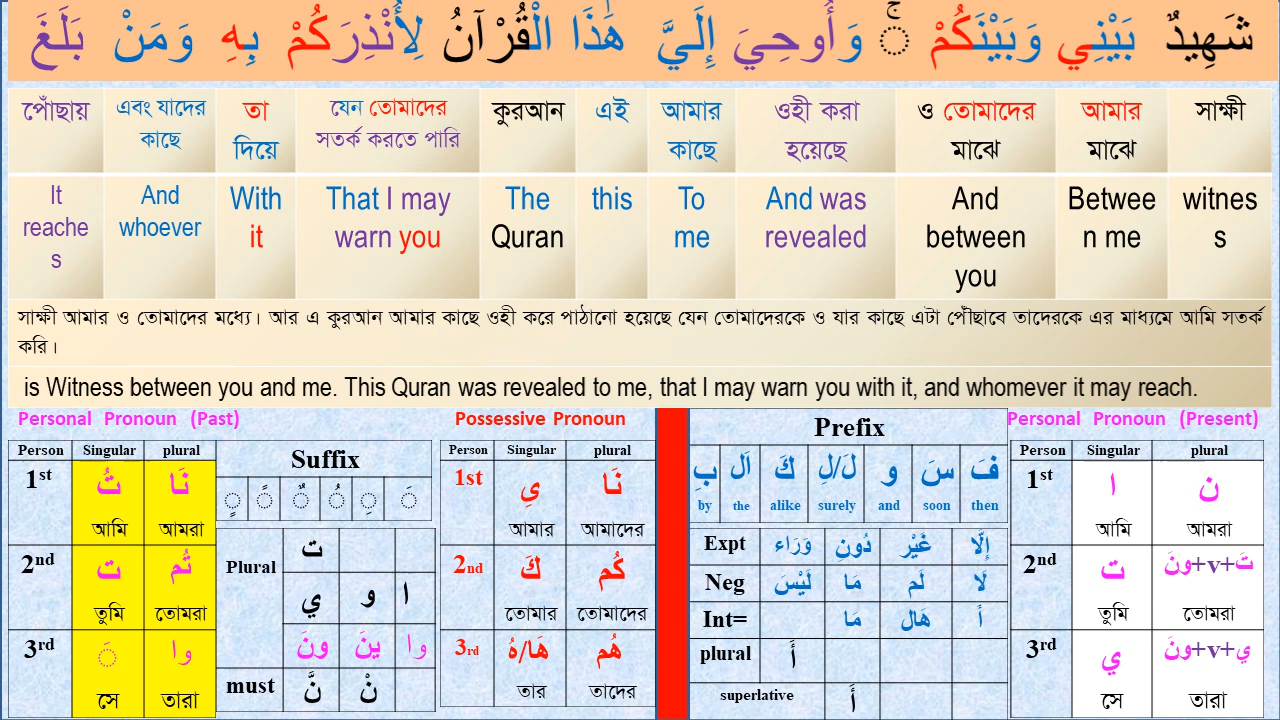 شَهِيدٌ بَيْنِي وَبَيْنَكُمْ ۚ وَأُوحِيَ إِلَيَّ هَٰذَا الْقُرْآنُ لِأُنْذِرَكُمْ بِهِ وَمَنْ بَلَغَ
পৌঁছায় এবং যাদের কাছে তা দিয়ে যেন তোমাদের সতর্ক করতে পারি কুরআন এই আমার কাছে ওহী করা হয়েছে ও তোমাদের মাঝে আমার মাঝে সাক্ষী
It reaches And whoever With it That I may warn you The Quran this To me And was revealed And between you Between me witness
সাক্ষী আমার ও তোমাদের মধ্যে। আর এ কুরআন আমার কাছে ওহী করে পাঠানো হয়েছে যেন তোমাদেরকে ও যার কাছে এটা পৌঁছাবে তাদেরকে এর মাধ্যমে আমি সতর্ক
করি।
is Witness between you and me. This Quran was revealed to me, that I may warn you with it, and whomever it may reach.
Personal Pronoun (Past)
Person Singular plural
1st تُ نَا
আমি আমরা
2nd ت تُم
তুমি তোমরা
3rd َ وا
সে তারা
Suffix
ٍ ً ٌ ُ ِ َ
Plural ت
ي و ا
ونَ ينَ وا
must نَّ نْ
Possessive Pronoun
Person Singular plural
1st يِ نَا
আমার আমাদের
2nd كَ كُم
তোমার তোমাদের
3rd هَا/هُ هُم
তার তাদের
Prefix
بِ اَل كَ لَ/لِ و سَ فَ
by the alike surely and soon then
Expt وَرَاء دُونِ غَيْر إِلَّا
Neg لَيْسَ مَا لَم لَا
Int= مَا هَال أَ
plural أَ
superlative أَ
Personal Pronoun (Present)
Person Singular plural
1st ا ن
আমি আমরা
2nd ت تَ+v+ونَ
তুমি তোমরা
3rd ي ي+v+ونَ
সে তারা